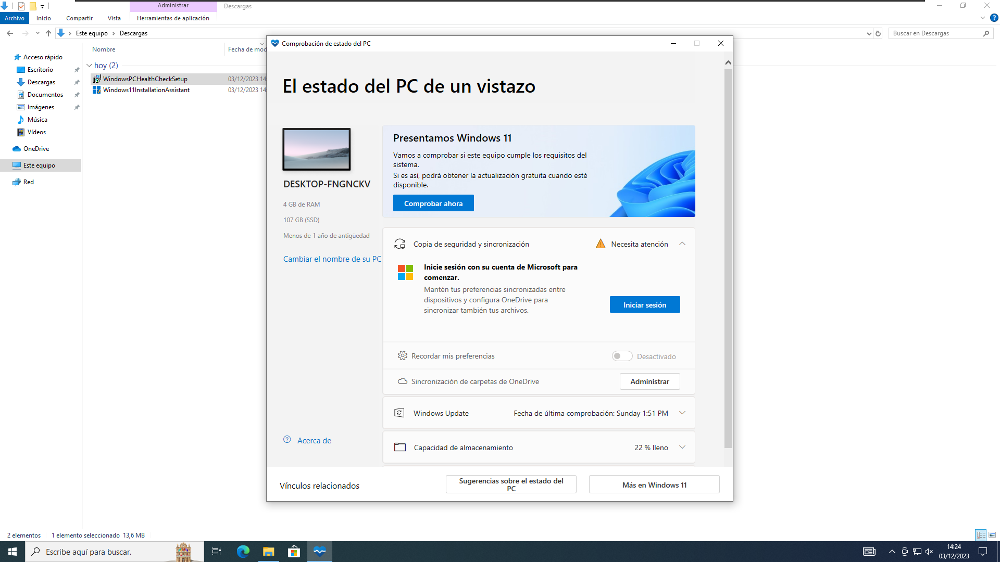 Administrar
Descargas
Archivo
Inicio
Compartir
Vista
Herramientas de aplicación
Este equipo
Descargas
Buscar en Descargas
Nombre
Fecha de mod
hoy (2)
WindowsPCHealthCheckSetup
03/12/2023 14
Windows11InstallationAssistant
03/12/2023 14
Acceso rápido
Escritorio
Descargas
Documentos
Imágenes
Música
Vídeos
OneDrive
Este equipo
Red
Comprobación de estado del PC
El estado del PC de un vistazo
DESKTOP-FNGNCKV
4 GB de RAM
107 GB (SSD)
Menos de 1 año de antigüedad
Cambiar el nombre de su PC
Acerca de
Presentamos Windows 11
Vamos a comprobar si este equipo cumple los requisitos del
sistema.
Si es así, podrá obtener la actualización gratuita cuando esté
disponible.
Comprobar ahora
Copia de seguridad y sincronización
Necesita atención
Inicie sesión con su cuenta de Microsoft para
comenzar.
Mantén tus preferencias sincronizadas entre
dispositivos y configura OneDrive para
sincronizar también tus archivos.
Iniciar sesión
Recordar mis preferencias
Desactivado
Sincronización de carpetas de OneDrive
Administrar
Windows Update
Fecha de última comprobación: Sunday 1:51 PM
Capacidad de almacenamiento
22 % lleno
Vínculos relacionados
Sugerencias sobre el estado del
PC
Más en Windows 11
2 elementos
1 elemento seleccionado 13,6 MB
Escribe aquí para buscar.
14:24
03/12/2023